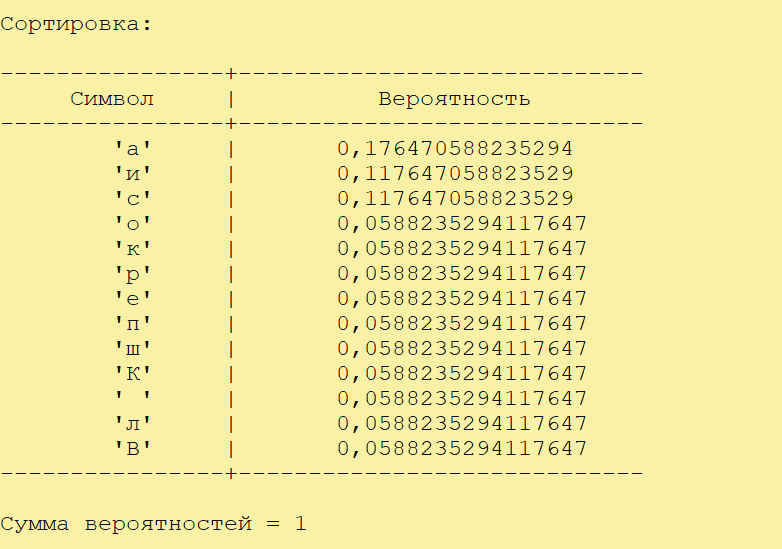 Сортировка:
----------------+-----------------------------
Символ | Вероятность
----------------+-----------------------------
'а' | 0,176470588235294
'и' | 0,117647058823529
'с' | 0,117647058823529
'о' | 0,0588235294117647
'к' | 0,0588235294117647
'р' | 0,0588235294117647
'е' | 0,0588235294117647
'п' | 0,0588235294117647
'ш' | 0,0588235294117647
'К' | 0,0588235294117647
' ' | 0,0588235294117647
'л' | 0,0588235294117647
'В' | 0,0588235294117647
----------------+-----------------------------
Сумма вероятностей = 1